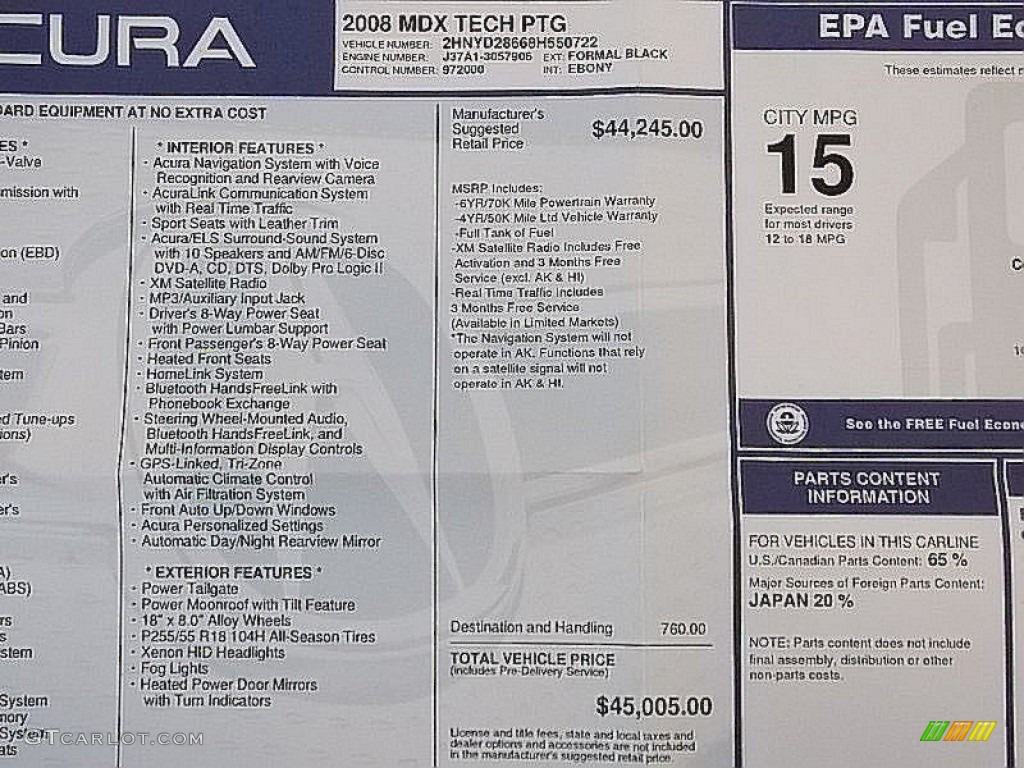 CURA
2008 MDX TECH PTG
VEHICLE NUMBER: 2HNYD28668H550722
ENGINE NUMBER: J37A1-3057906 EXT: FORMAL BLACK
CONTROL NUMBER: 972000 INT: EBONY
EPA Fuel Ec
These estimates reflect
ARD EQUIPMENT AT NO EXTRA COST
ES *
-Valve
mission with
on (EBD)
and
on
Bars
Pinion
tem
d Tune-ups
ions)
er's
er's
A)
ABS)
rs
s
stem
System
mory
System
ats
* INTERIOR FEATURES *
- Acura Navigation System with Voice
Recognition and Rearview Camera
- AcuraLink Communication System
with Real Time Traffic
- Sport Seats with Leather Trim
- Acura/ELS Surround-Sound System
with 10 Speakers and AM/FM/6-Disc
DVD-A, CD, DTS, Dolby Pro Logic II
- XM Satellite Radio
- MP3/Auxiliary Input Jack
- Driver's 8-Way Power Seat
with Power Lumbar Support
- Front Passenger's 8-Way Power Seat
- Heated Front Seats
- HomeLink System
- Bluetooth HandsFreeLink with
Phonebook Exchange
- Steering Wheel-Mounted Audio,
Bluetooth HandsFreeLink, and
Multi-Information Display Controls
- GPS-Linked, Tri-Zone
Automatic Climate Control
with Air Filtration System
- Front Auto Up/Down Windows
- Acura Personalized Settings
- Automatic Day/Night Rearview Mirror
* EXTERIOR FEATURES *
- Power Tailgate
- Power Moonroof with Tilt Feature
- 18" x 8.0" Alloy Wheels
- P255/55 R18 104H All-Season Tires
- Xenon HID Headlights
- Fog Lights
- Heated Power Door Mirrors
with Turn Indicators
Manufacturer's
Suggested
Retail Price $44,245.00
MSRP Includes:
-6YR/70K Mile Powertrain Warranty
-4YR/50K Mile Ltd Vehicle Warranty
-Full Tank of Fuel
-XM Satellite Radio Includes Free
Activation and 3 Months Free
Service (excl. AK & HI)
-Real Time Traffic Includes
3 Months Free Service
(Available in Limited Markets)
*The Navigation System will not
operate in AK. Functions that rely
on a satellite signal will not
operate in AK & HI.
Destination and Handling 760.00
TOTAL VEHICLE PRICE
(includes Pre-Delivery Service)
$45,005.00
License and title fees, state and local taxes and
dealer options and accessories are not included
in the manufacturer's suggested retail price.
CITY MPG
15
Expected range
for most drivers
12 to 18 MPG
See the FREE Fuel Econ
PARTS CONTENT
INFORMATION
FOR VEHICLES IN THIS CARLINE
U.S./Canadian Parts Content: 65 %
Major Sources of Foreign Parts Content:
JAPAN 20 %
NOTE: Parts content does not include
final assembly, distribution or other
non-parts costs.
GTCARLOT.COM